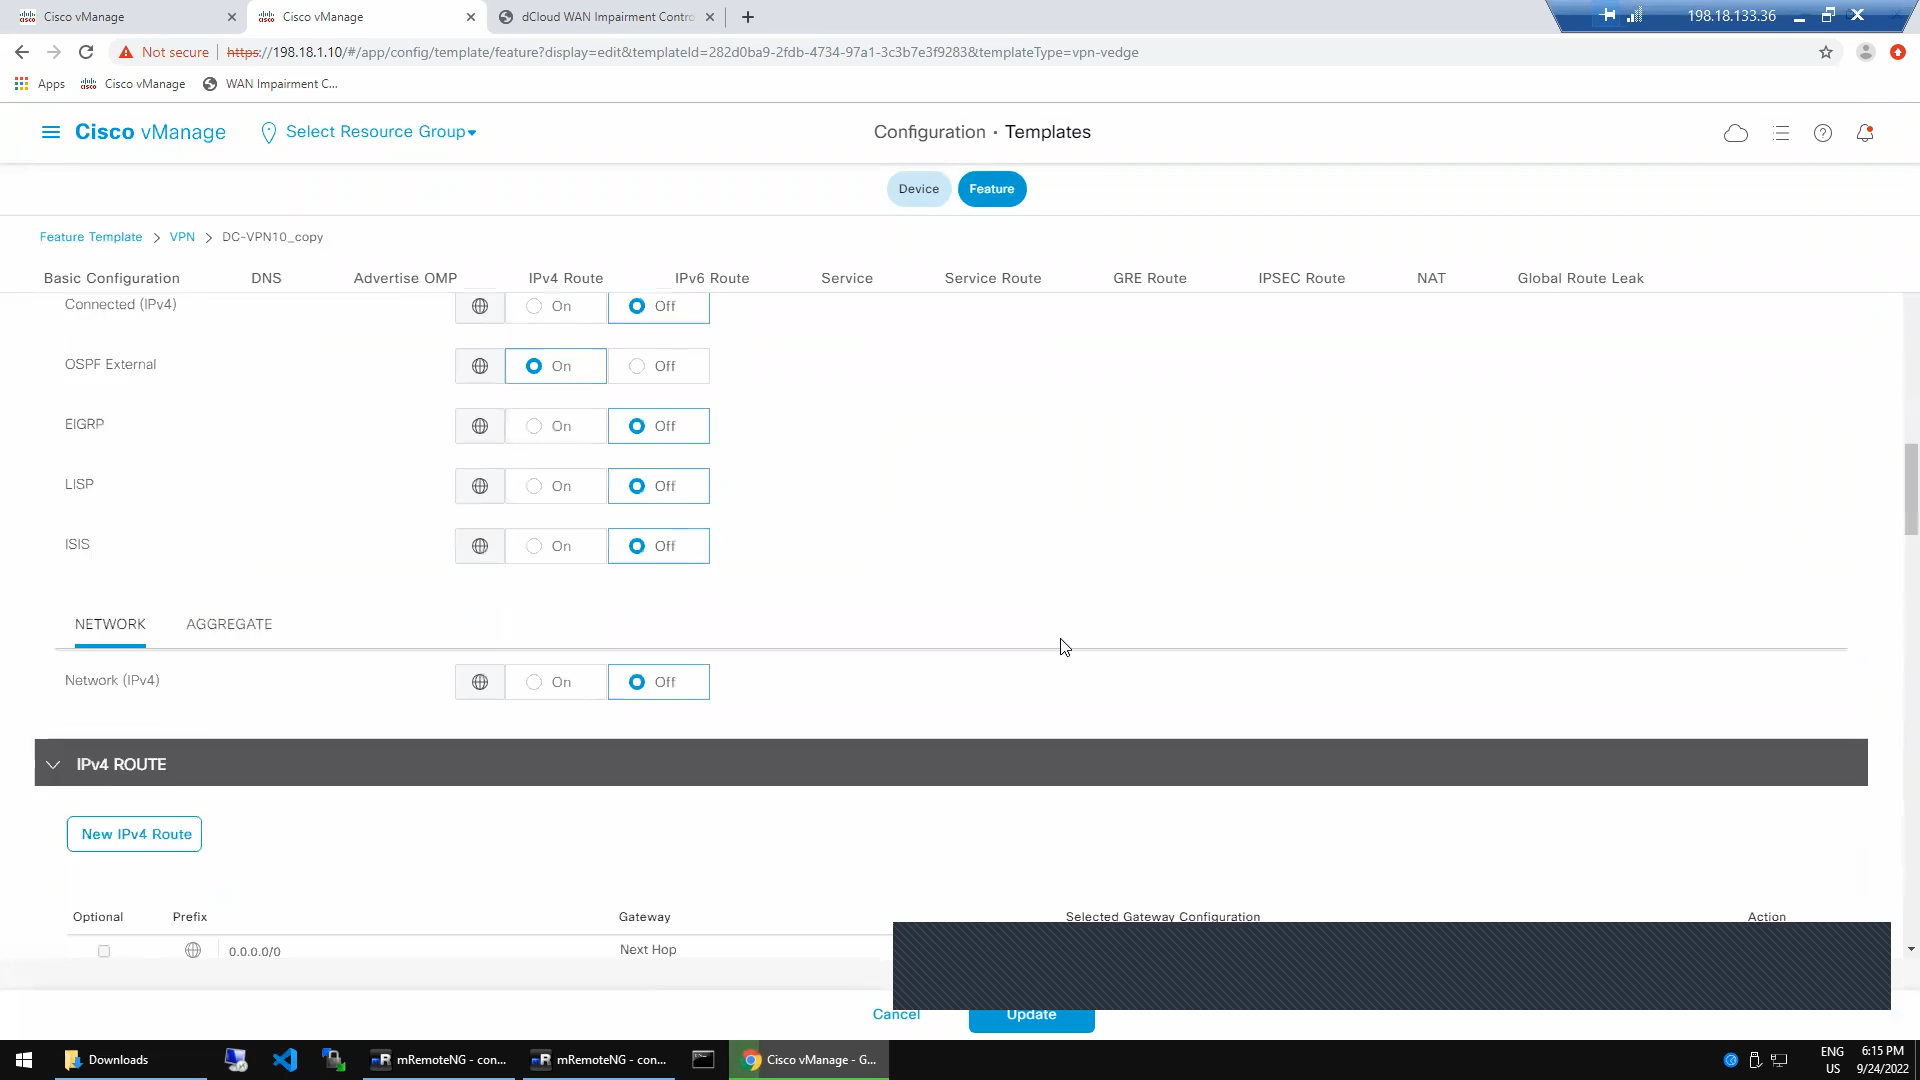 Cisco vManage
Cisco vManage
dCloud WAN Impairment Contro
198.18.133.36
Not secure
https://198.18.1.10/#/app/config/template/feature?display=edit&templateId=282d0ba9-2fdb-4734-97a1-3c3b7e3f9283&templateType=vpn-vedge
Apps
Cisco vManage
WAN Impairment C...
Cisco vManage
Select Resource Group
Configuration · Templates
Device
Feature
Feature Template > VPN > DC-VPN10_copy
Basic Configuration
DNS
Advertise OMP
IPv4 Route
IPv6 Route
Service
Service Route
GRE Route
IPSEC Route
NAT
Global Route Leak
Connected (IPv4)
On
Off
OSPF External
On
Off
EIGRP
On
Off
LISP
On
Off
ISIS
On
Off
NETWORK
AGGREGATE
Network (IPv4)
On
Off
IPv4 ROUTE
New IPv4 Route
Optional
Prefix
Gateway
Selected Gateway Configuration
Action
0.0.0.0/0
Next Hop
Cancel
Update
Downloads
mRemoteNG - con...
mRemoteNG - con...
Cisco vManage - G...
ENG
US
6:15 PM
9/24/2022